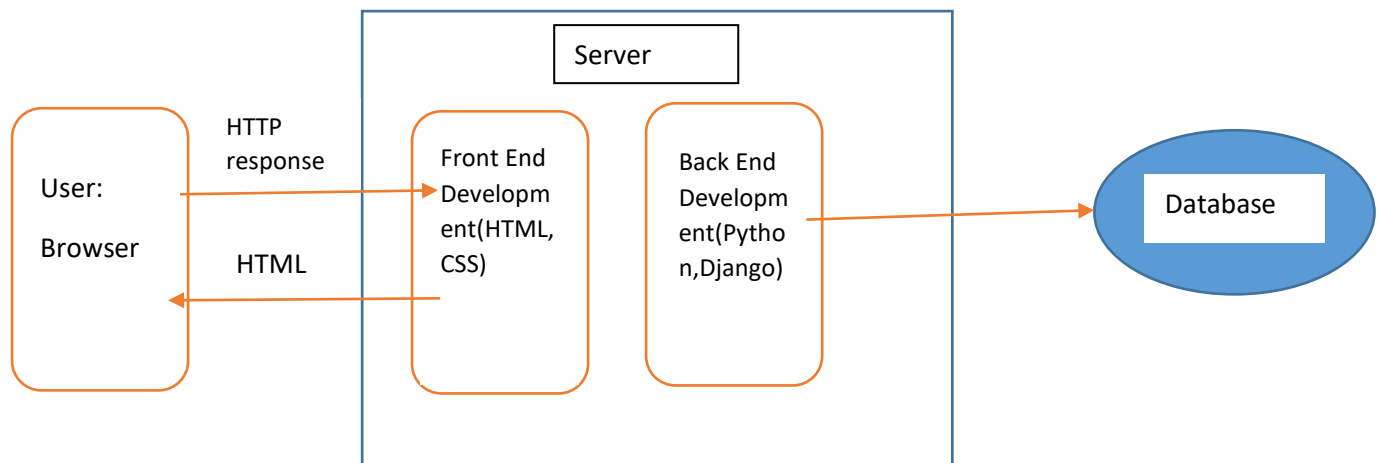 Server
User:
Browser
HTTP
response
HTML
Front End
Developm
ent(HTML,
CSS)
Back End
Developm
ent(Pytho
n,Django)
Database